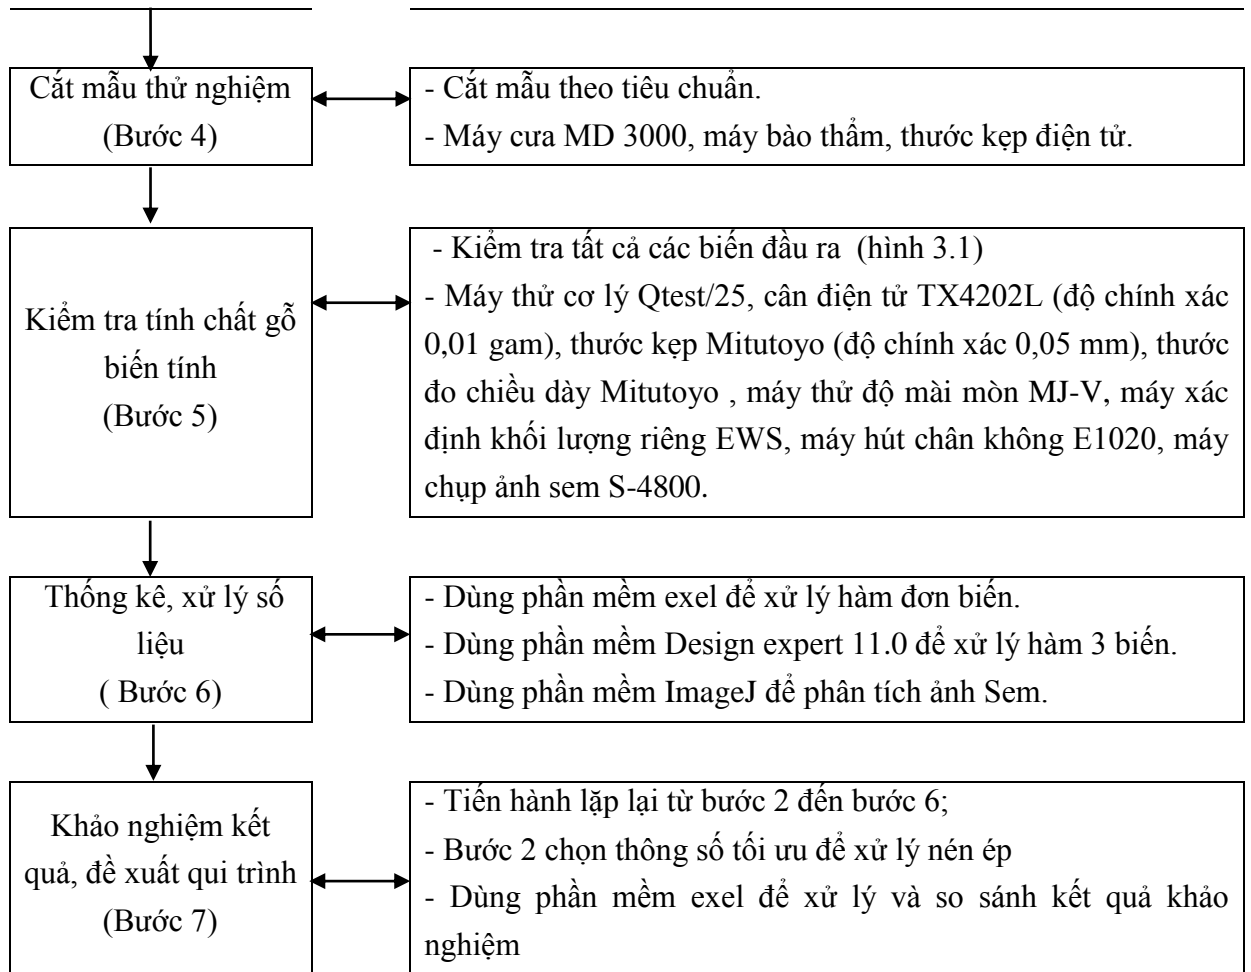 Cắt mẫu thử nghiệm
(Bước 4)
- Cắt mẫu theo tiêu chuẩn.
- Máy cưa MD 3000, máy bào thẩm, thước kẹp điện tử.
Kiểm tra tính chất gỗ
biến tính
(Bước 5)
- Kiểm tra tất cả các biến đầu ra (hình 3.1)
- Máy thử cơ lý Qtest/25, cân điện tử TX4202L (độ chính xác
0,01 gam), thước kẹp Mitutoyo (độ chính xác 0,05 mm), thước
đo chiều dày Mitutoyo , máy thử độ mài mòn MJ-V, máy xác
định khối lượng riêng EWS, máy hút chân không E1020, máy
chụp ảnh sem S-4800.
Thống kê, xử lý số
liệu
( Bước 6)
- Dùng phần mềm exel để xử lý hàm đơn biến.
- Dùng phần mềm Design expert 11.0 để xử lý hàm 3 biến.
- Dùng phần mềm ImageJ để phân tích ảnh Sem.
Khảo nghiệm kết
quả, đề xuất qui trình
(Bước 7)
- Tiến hành lặp lại từ bước 2 đến bước 6;
- Bước 2 chọn thông số tối ưu để xử lý nén ép
- Dùng phần mềm exel để xử lý và so sánh kết quả khảo
nghiệm